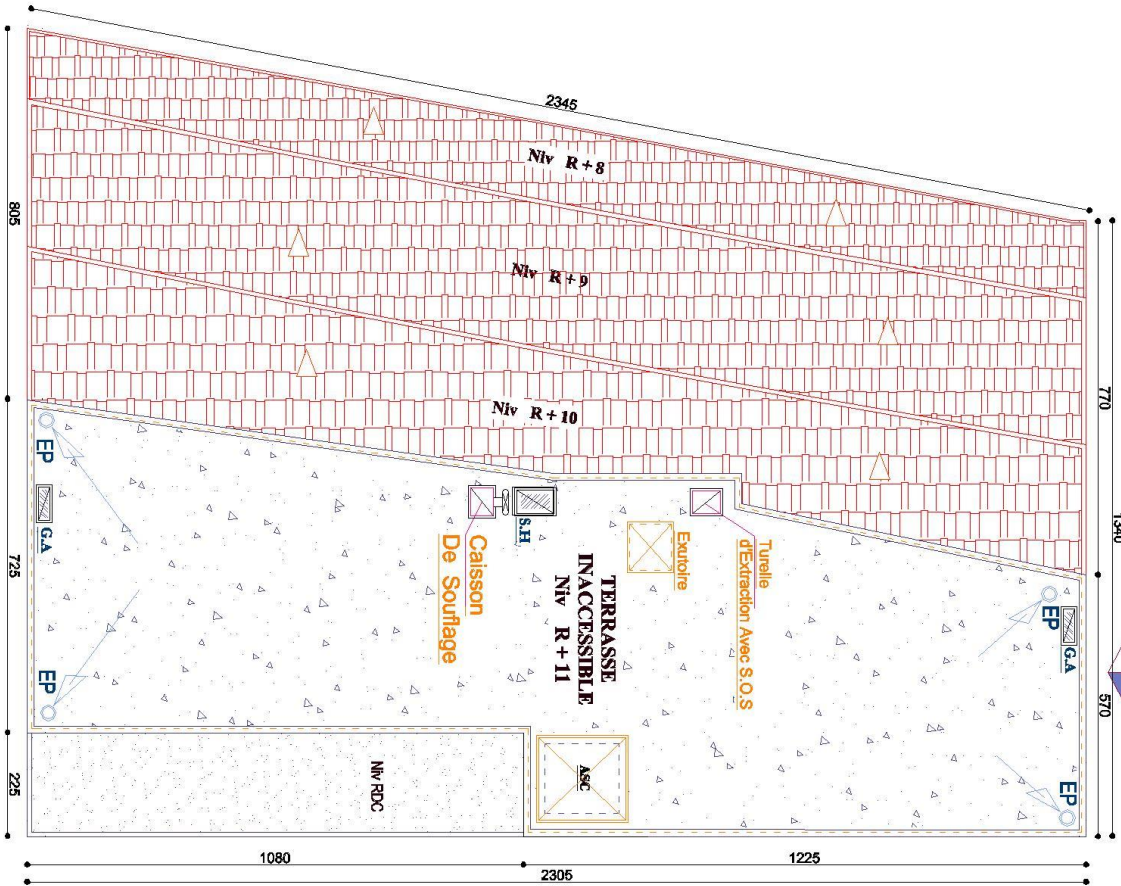 2345
Niv R+8
Niv R+9
Niv R+10
805
725
225
770
1340
570
EP
G.A
EP
S.H
Caisson
De Souflage
Exutoire
Turelle
d'Extraction Avec S.O.S
TERRASSE
INACCESSIBLE
Niv R+11
EP
G.A
EP
ASC
Niv RDC
1080
1225
2305